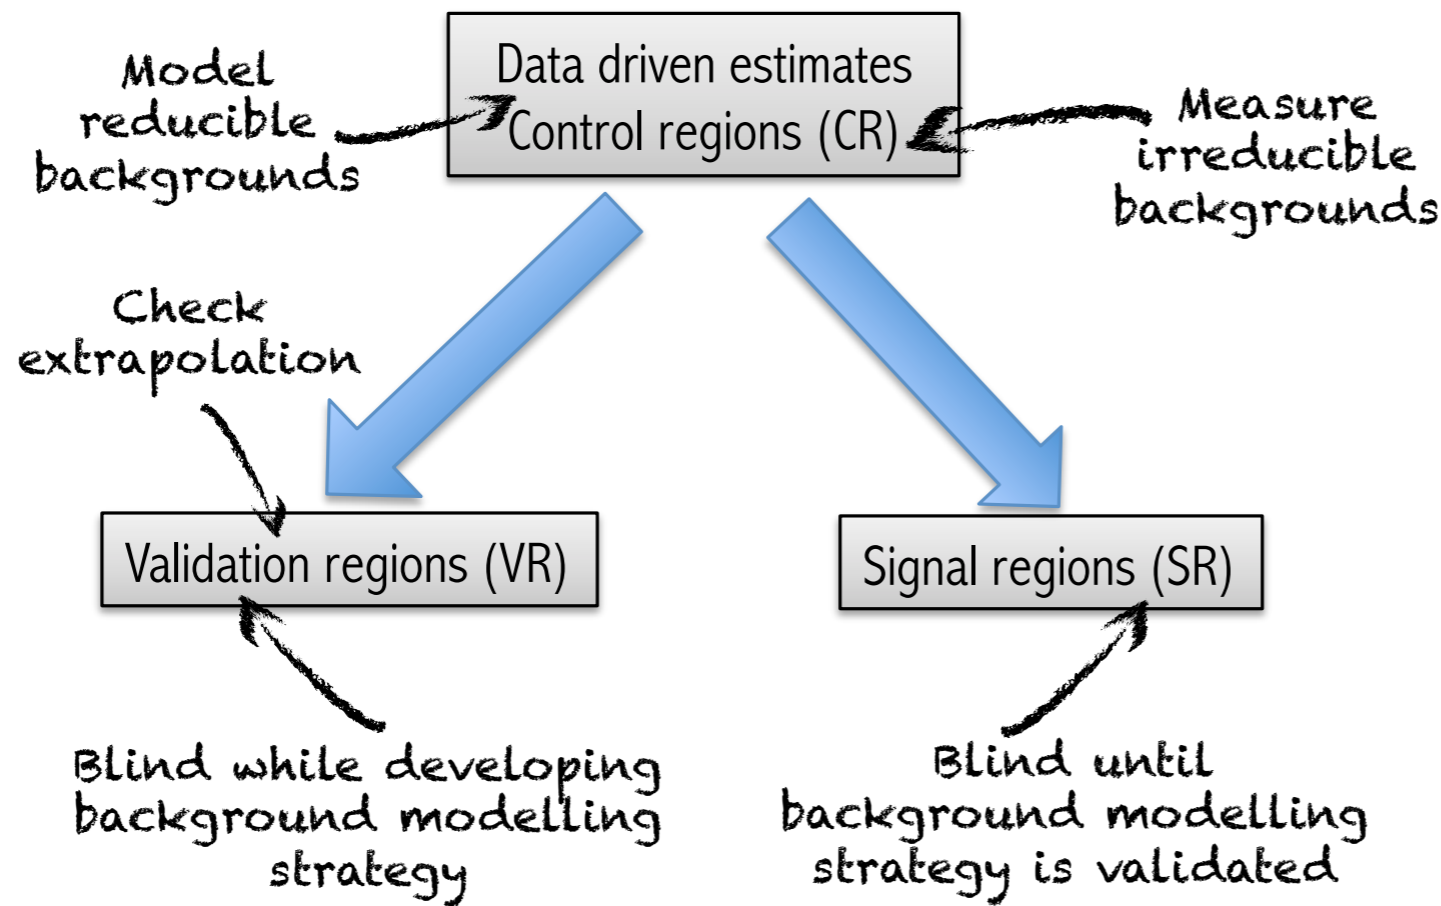 Data driven estimates
Control regions (CR)
Model
reducible
backgrounds
Measure
irreducible
backgrounds
Check
extrapolation
Validation regions (VR)
Signal regions (SR)
Blind while developing
background modelling
strategy
Blind until
background modelling
strategy is validated